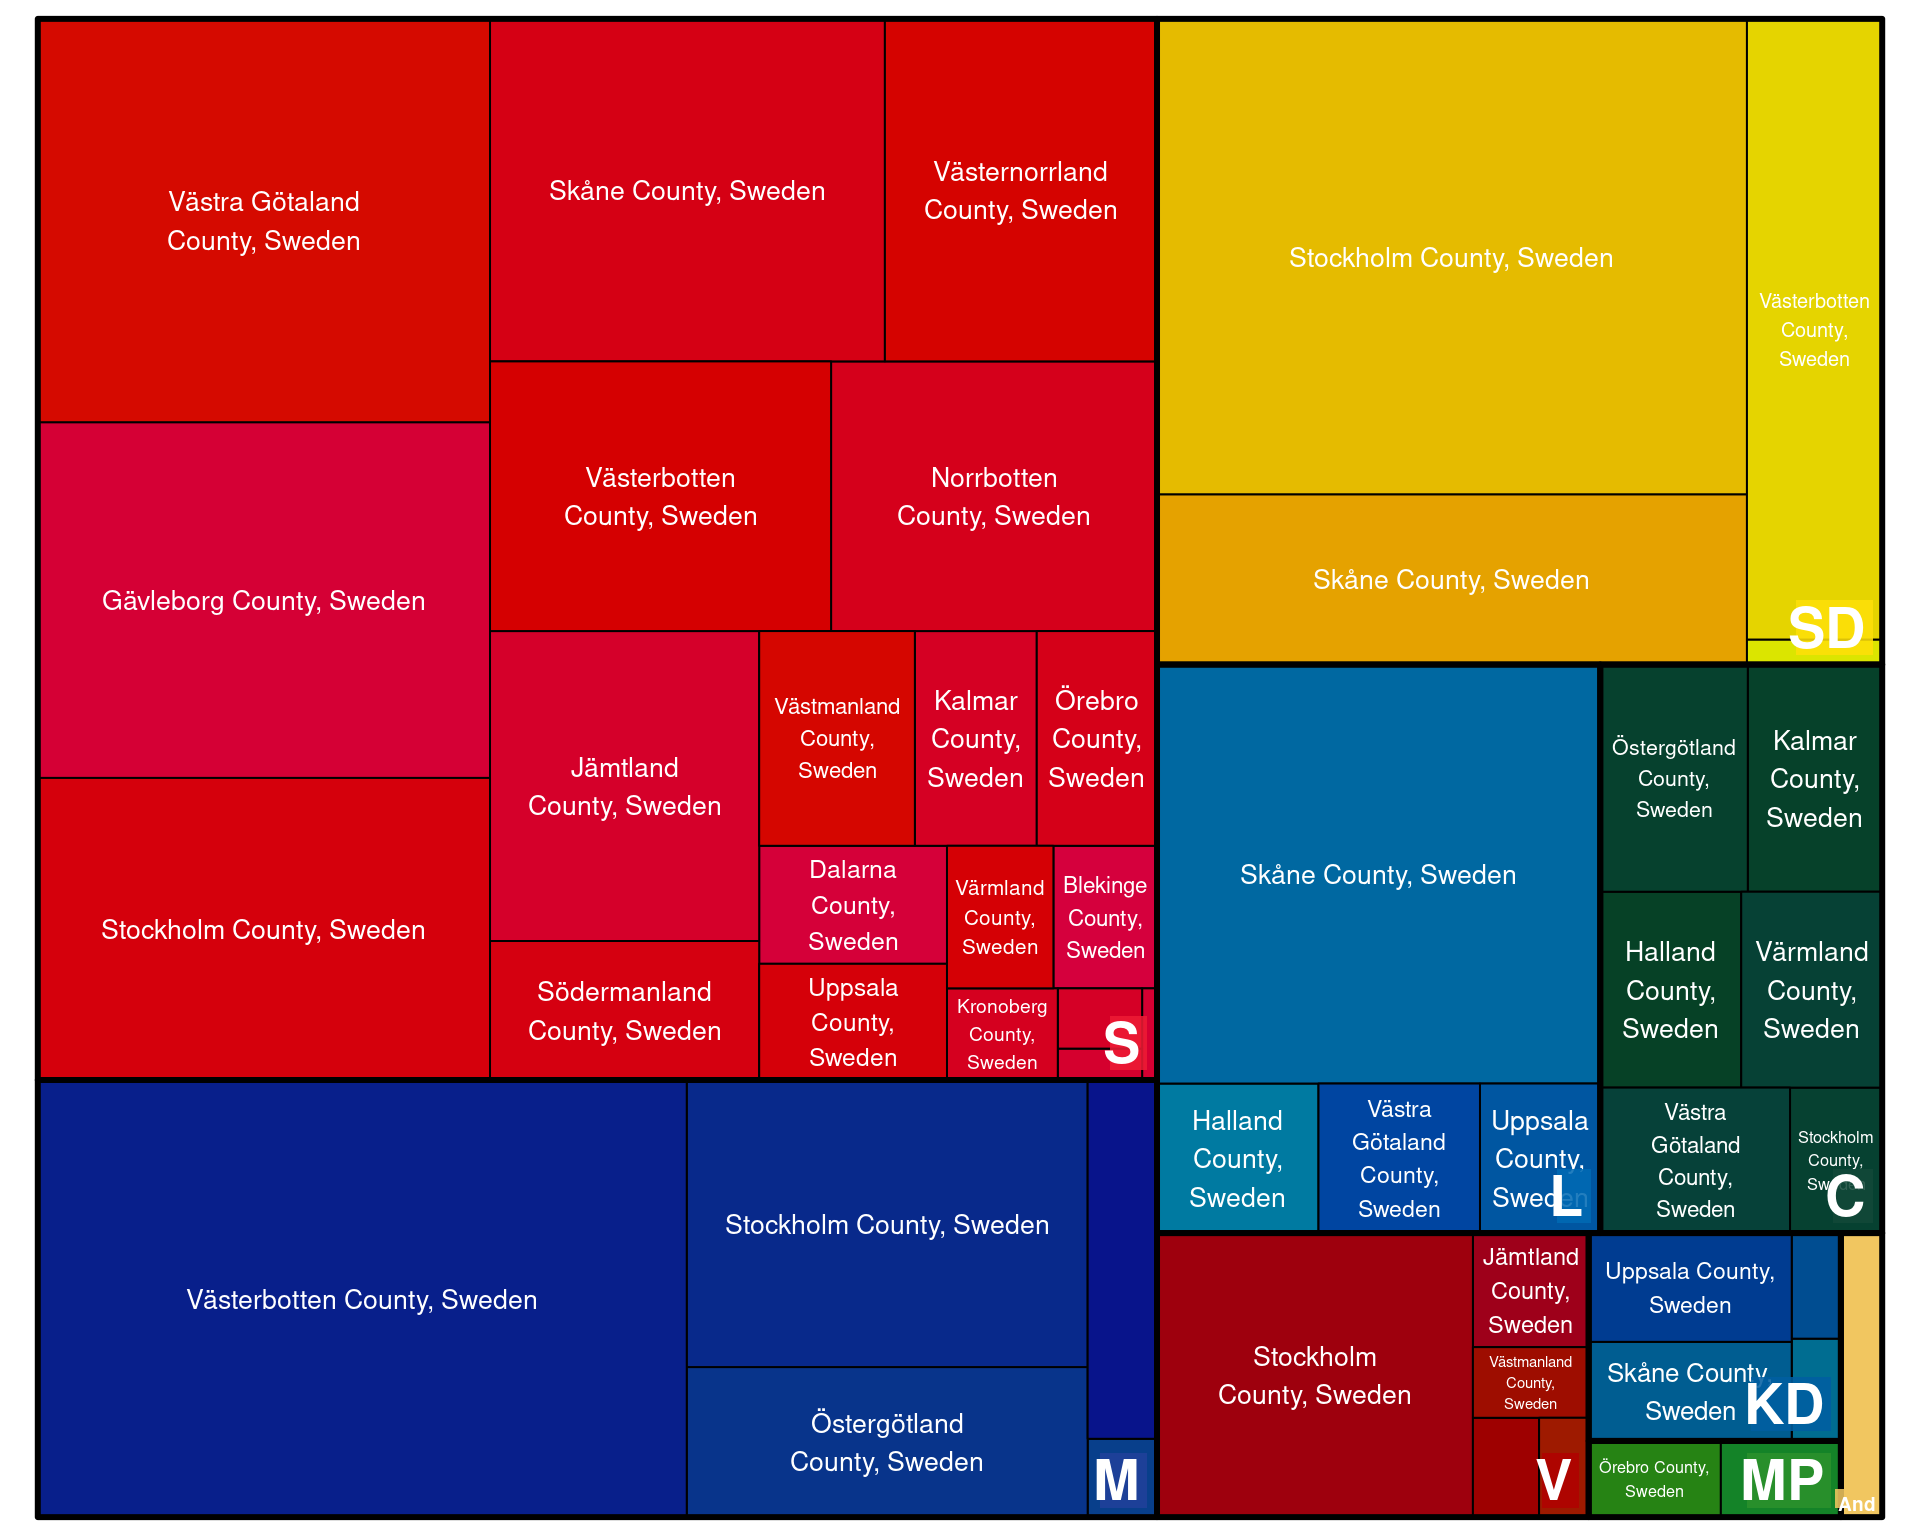 Västra Götaland
County, Sweden
Skåne County, Sweden
Västernorrland
County, Sweden
Gävleborg County, Sweden
Västerbotten
County, Sweden
Norrbotten
County, Sweden
Stockholm County, Sweden
Jämtland
County, Sweden
Västmanland
County,
Sweden
Kalmar
County,
Sweden
Örebro
County,
Sweden
Södermanland
County, Sweden
Dalarna
County,
Sweden
Värmland
County,
Sweden
Blekinge
County,
Sweden
Uppsala
County,
Sweden
Kronoberg
County,
Sweden
S
Västerbotten County, Sweden
Stockholm County, Sweden
Östergötland
County, Sweden
M
Stockholm County, Sweden
Västerbotten
County,
Sweden
Skåne County, Sweden
SD
Skåne County, Sweden
Halland
County,
Sweden
Västra
Götaland
County,
Sweden
Uppsala
County,
Sweden
L
Östergötland
County,
Sweden
Kalmar
County,
Sweden
Halland
County,
Sweden
Värmland
County,
Sweden
Västra
Götaland
County,
Sweden
Stockholm
County,
Sweden
C
Stockholm
County, Sweden
Jämtland
County,
Sweden
Västmanland
County,
Sweden
V
Uppsala County,
Sweden
Skåne County,
Sweden
KD
Örebro County,
Sweden
MP
And